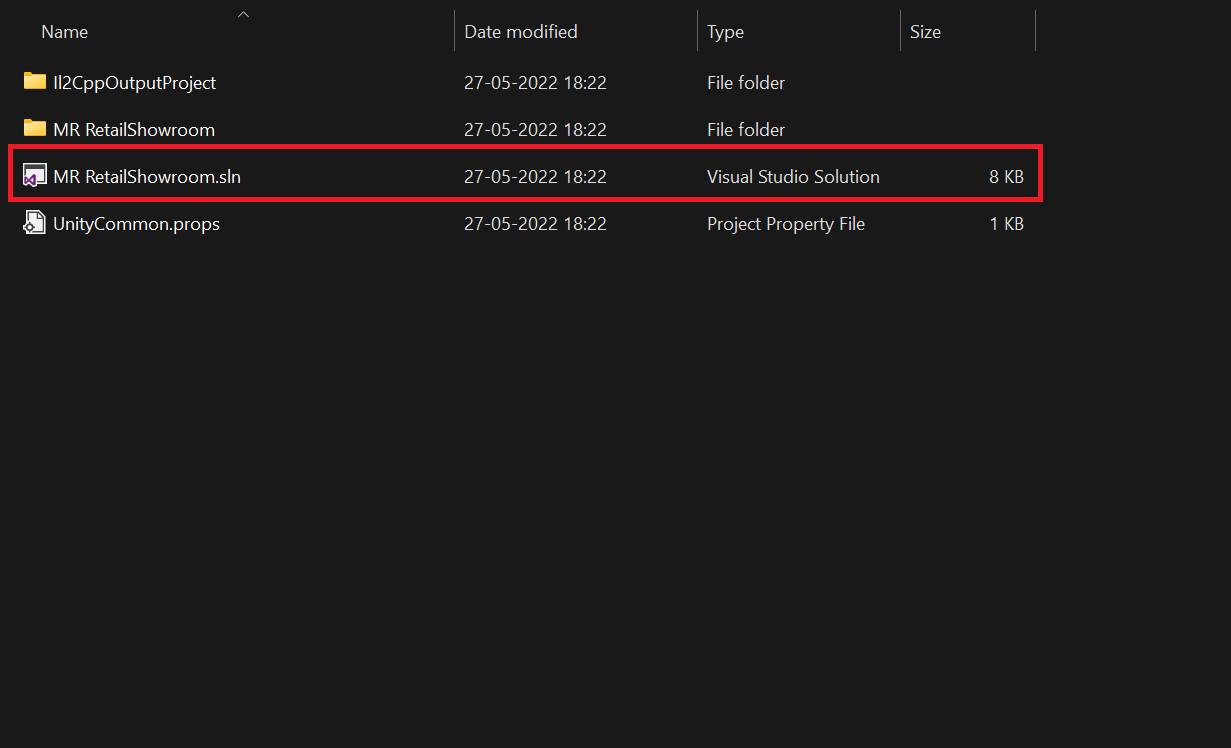 Name Date modified Type Size
Il2CppOutputProject 27-05-2022 18:22 File folder
MR RetailShowroom 27-05-2022 18:22 File folder
MR RetailShowroom.sln 27-05-2022 18:22 Visual Studio Solution 8 KB
UnityCommon.props 27-05-2022 18:22 Project Property File 1 KB